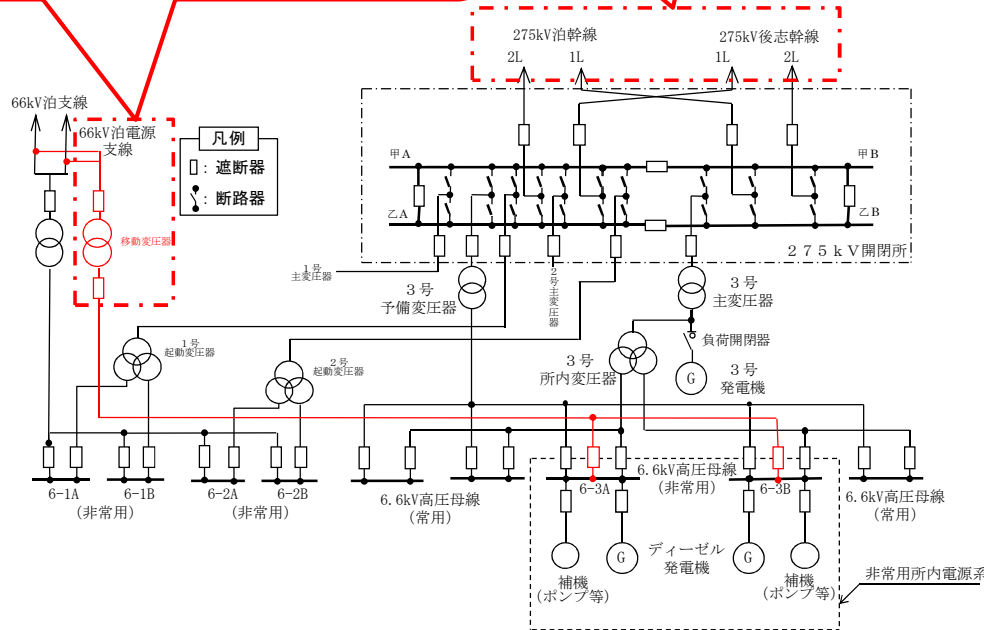 275kV泊幹線
275kV後志幹線
2L
1L
1L
2L
66kV泊支線
66kV泊電源
支線
凡例
：遮断器
：断路器
甲A
甲B
乙A
乙B
移動変圧器
275kV開閉所
1号
主変圧器
3号
予備変圧器
2号主変圧器
3号
主変圧器
1号
起動変圧器
2号
起動変圧器
3号
所内変圧器
負荷開閉器
G
3号
発電機
6-1A
6-1B
6-2A
6-2B
(非常用)
(非常用)
6.6kV高圧母線
(常用)
6-3A
6.6kV高圧母線
(非常用)
6-3B
6.6kV高圧母線
(常用)
G
ディーゼル
発電機
G
補機
(ポンプ等)
補機
(ポンプ等)
非常用所内電源系